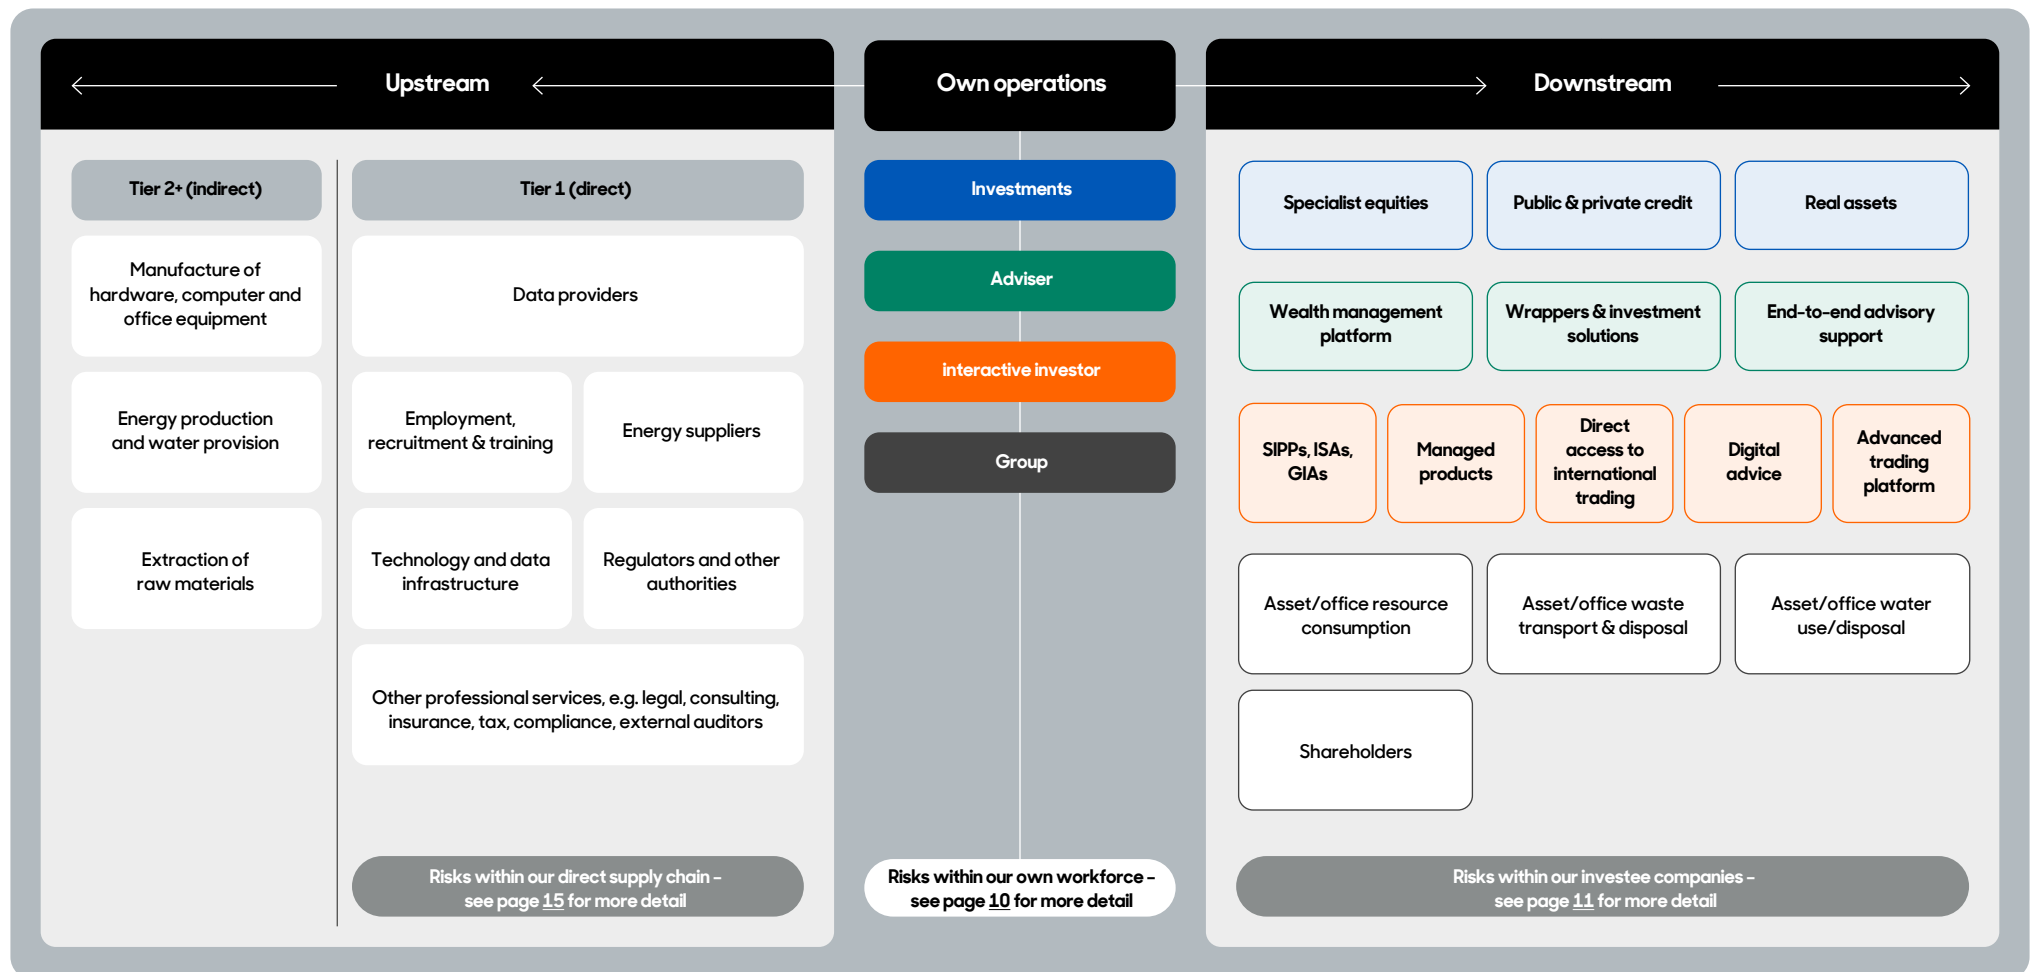 Upstream
Own operations
Downstream
Tier 2+ (indirect)
Manufacture of
hardware, computer and
office equipment
Energy production
and water provision
Extraction of
raw materials
Tier 1 (direct)
Data providers
Employment,
recruitment & training
Energy suppliers
Technology and data
infrastructure
Regulators and other
authorities
Other professional services, e.g. legal, consulting,
insurance, tax, compliance, external auditors
Risks within our direct supply chain –
see page 15 for more detail
Investments
Adviser
interactive investor
Group
Risks within our own workforce –
see page 10 for more detail
Specialist equities
Public & private credit
Real assets
Wealth management
platform
Wrappers & investment
solutions
End-to-end advisory
support
SIPPs, ISAs,
GIAs
Managed
products
Direct
access to
international
trading
Digital
advice
Advanced
trading
platform
Asset/office resource
consumption
Asset/office waste
transport & disposal
Asset/office water
use/disposal
Shareholders
Risks within our investee companies –
see page 11 for more detail